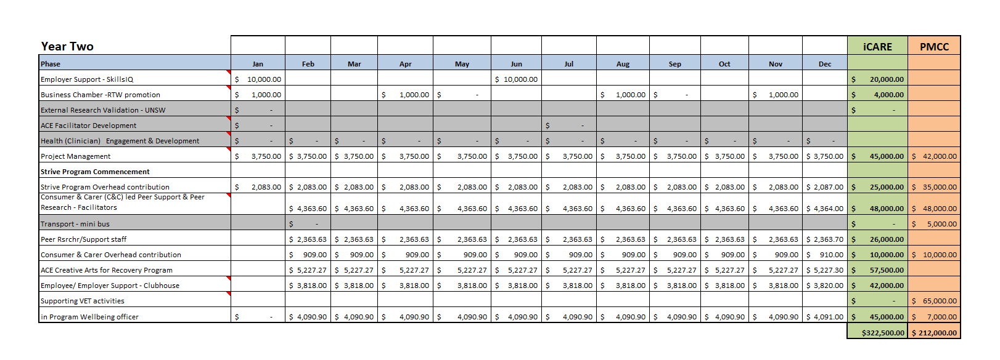 Year Two iCARE PMCC
Phase Jan Feb Mar Apr May Jun Jul Aug Sep Oct Nov Dec
Employer Support - SkillsIQ $ 10,000.00 $ 10,000.00 $ 20,000.00
Business Chamber -RTW promotion $ 1,000.00 $ 1,000.00 $ - $ 1,000.00 $ - $ 1,000.00 $ 4,000.00
External Research Validation - UNSW $ - $ -
ACE Facilitator Development $ - $ -
Health (Clinician) Engagement & Development $ - $ - $ - $ - $ - $ - $ - $ - $ - $ - $ - $ -
Project Management $ 3,750.00 $ 3,750.00 $ 3,750.00 $ 3,750.00 $ 3,750.00 $ 3,750.00 $ 3,750.00 $ 3,750.00 $ 3,750.00 $ 3,750.00 $ 3,750.00 $ 3,750.00 $ 45,000.00 $ 42,000.00
Strive Program Commencement
Strive Program Overhead contribution $ 2,083.00 $ 2,083.00 $ 2,083.00 $ 2,083.00 $ 2,083.00 $ 2,083.00 $ 2,083.00 $ 2,083.00 $ 2,083.00 $ 2,083.00 $ 2,083.00 $ 2,087.00 $ 25,000.00 $ 35,000.00
Consumer & Carer (C&C) led Peer Support & Peer
Research - Facilitators $ 4,363.60 $ 4,363.60 $ 4,363.60 $ 4,363.60 $ 4,363.60 $ 4,363.60 $ 4,363.60 $ 4,363.60 $ 4,363.60 $ 4,363.60 $ 4,364.00 $ 48,000.00 $ 48,000.00
Transport - mini bus $ - $ - $ 5,000.00
Peer Rsrchr/Support staff $ 2,363.63 $ 2,363.63 $ 2,363.63 $ 2,363.63 $ 2,363.63 $ 2,363.63 $ 2,363.63 $ 2,363.63 $ 2,363.63 $ 2,363.63 $ 2,363.70 $ 26,000.00
Consumer & Carer Overhead contribution $ 909.00 $ 909.00 $ 909.00 $ 909.00 $ 909.00 $ 909.00 $ 909.00 $ 909.00 $ 909.00 $ 909.00 $ 910.00 $ 10,000.00 $ 10,000.00
ACE Creative Arts for Recovery Program $ 5,227.27 $ 5,227.27 $ 5,227.27 $ 5,227.27 $ 5,227.27 $ 5,227.27 $ 5,227.27 $ 5,227.27 $ 5,227.27 $ 5,227.27 $ 5,227.30 $ 57,500.00
Employee/ Employer Support - Clubhouse $ 3,818.00 $ 3,818.00 $ 3,818.00 $ 3,818.00 $ 3,818.00 $ 3,818.00 $ 3,818.00 $ 3,818.00 $ 3,818.00 $ 3,818.00 $ 3,820.00 $ 42,000.00
Supporting VET activities $ - $ 65,000.00
in Program Wellbeing officer $ - $ 4,090.90 $ 4,090.90 $ 4,090.90 $ 4,090.90 $ 4,090.90 $ 4,090.90 $ 4,090.90 $ 4,090.90 $ 4,090.90 $ 4,090.90 $ 4,091.00 $ 45,000.00 $ 7,000.00
$322,500.00 $ 212,000.00